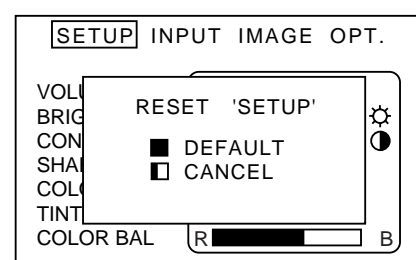 SETUP INPUT IMAGE OPT.
RESET 'SETUP'
DEFAULT
CANCEL
TINT
COLOR BAL R B